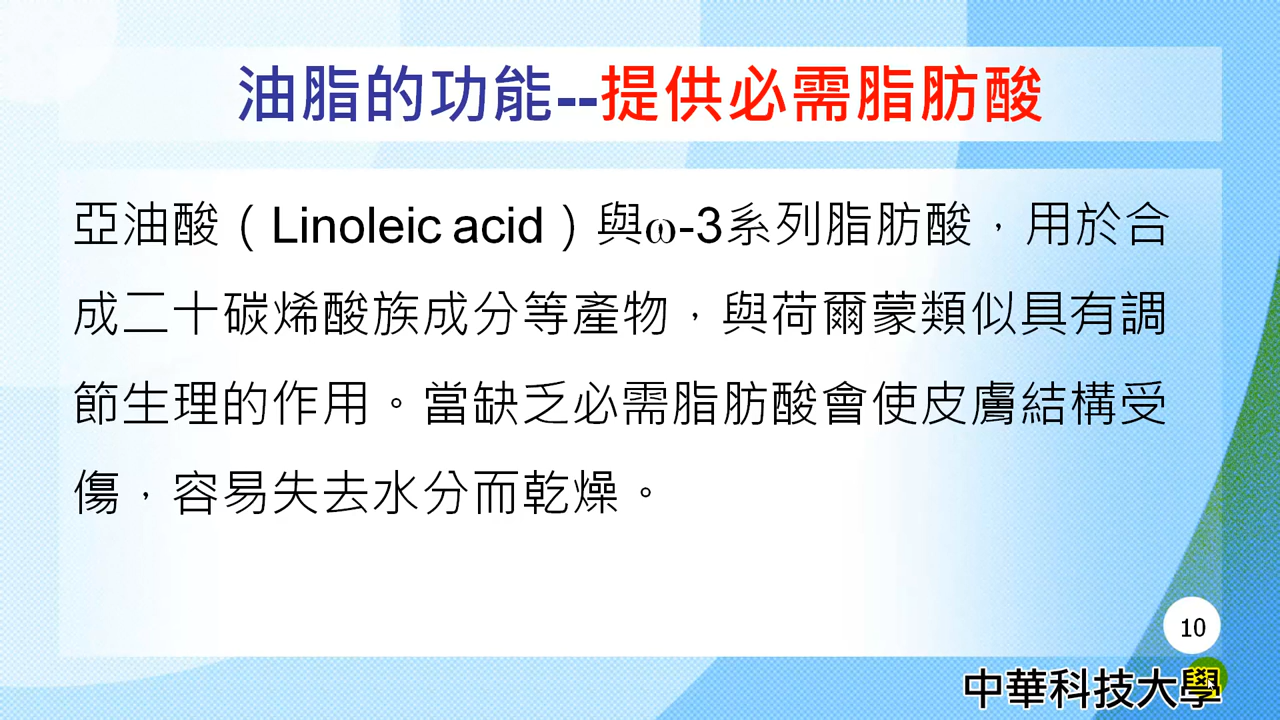 油脂的功能--提供必需脂肪酸
亞油酸（Linoleic acid）與ω-3系列脂肪酸，用於合
成二十碳烯酸族成分等產物，與荷爾蒙類似具有調
節生理的作用。當缺乏必需脂肪酸會使皮膚結構受
傷，容易失去水分而乾燥。
10
中華科技大學